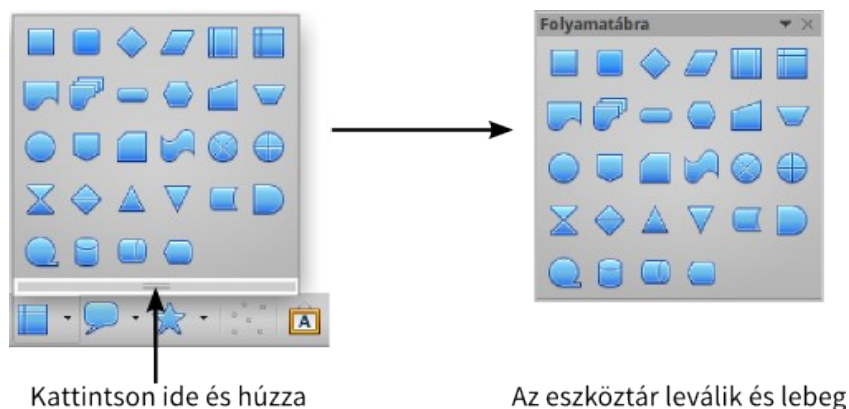 Folyamatábra
A
Kattintson ide és húzza
Az eszköztár leválik és lebeg